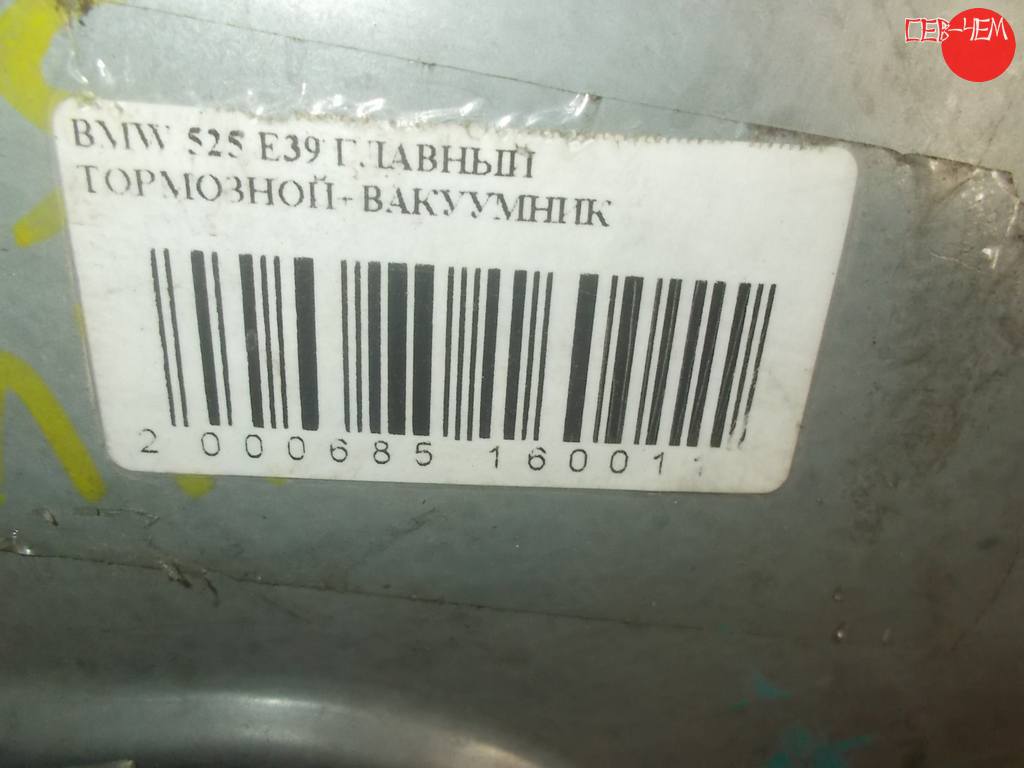 СЕВ-ЧЕМ
BMW 525 E39 ГЛАВНЫЙ
ТОРМОЗНОЙ+ВАКУУМНИК
2 000685 16001